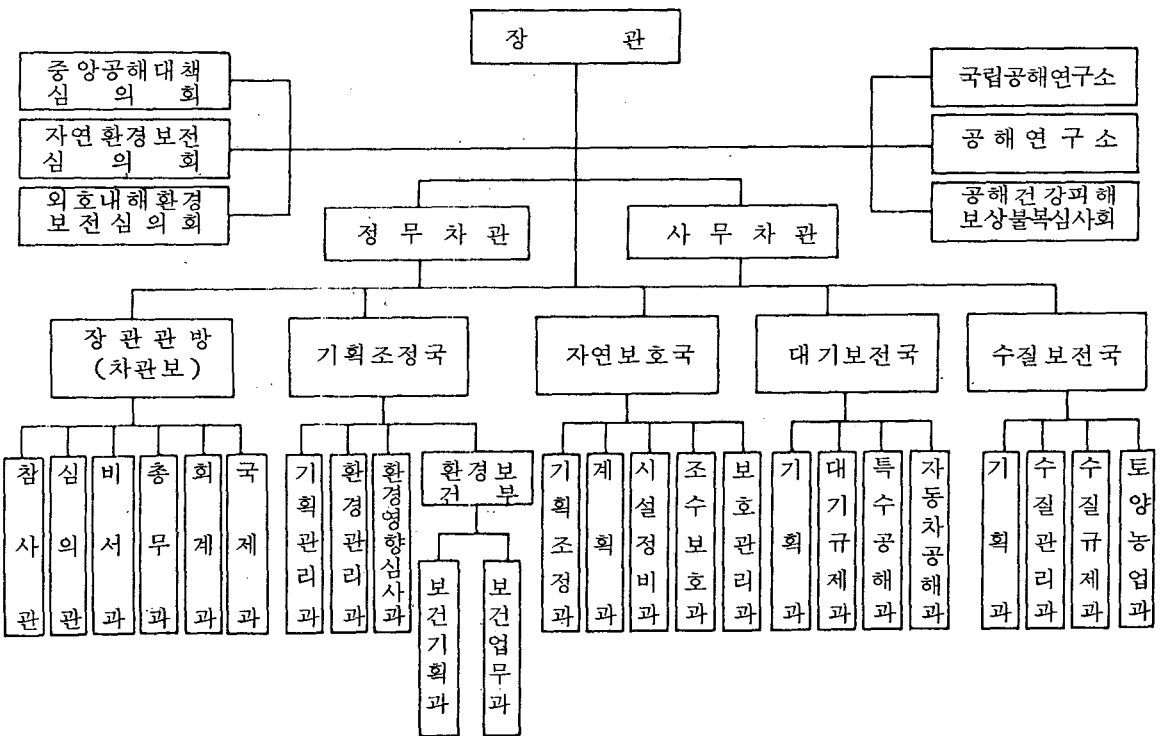 장 관
중앙공해대책
심 의 회
자연환경보전
심 의 회
외호내해환경
보전심의회
국립공해연구소
공해연구소
공해건강피해
보상불복심사회
정무차관
사무차관
장관관방
(차관보)
기획조정국
자연보호국
대기보전국
수질보전국
참사관
심의관
비서과
총무과
회계과
국제과
기획관리과
환경관리과
환경영향심사과
환경보
건 부
보건기획과
보건업무과
기획조정과
계획과
시설정비과
조수보호과
보호관리과
기획과
대기규제과
특수공해과
자동차공해과
기획과
수질관리과
수질규제과
토양농업과